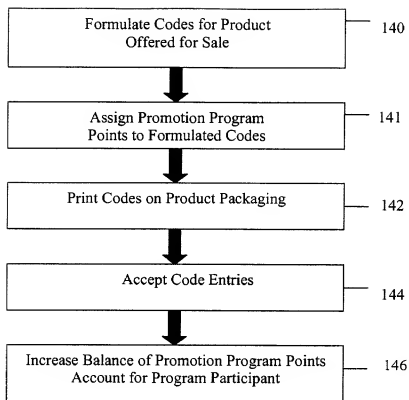 Formulate Codes for Product
Offered for Sale
140
Assign Promotion Program
Points to Formulated Codes
141
Print Codes on Product Packaging
142
Accept Code Entries
144
Increase Balance of Promotion Program Points
Account for Program Participant
146